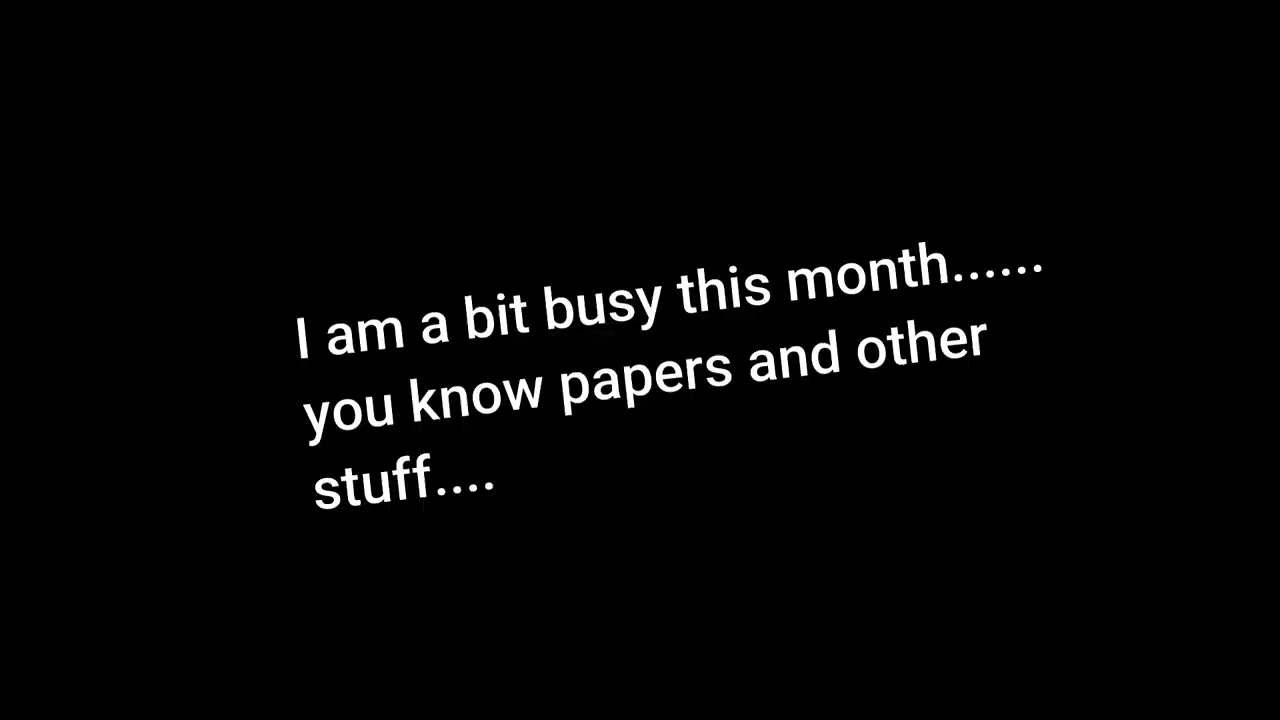 I am a bit busy this month......
you know papers and other
stuff....